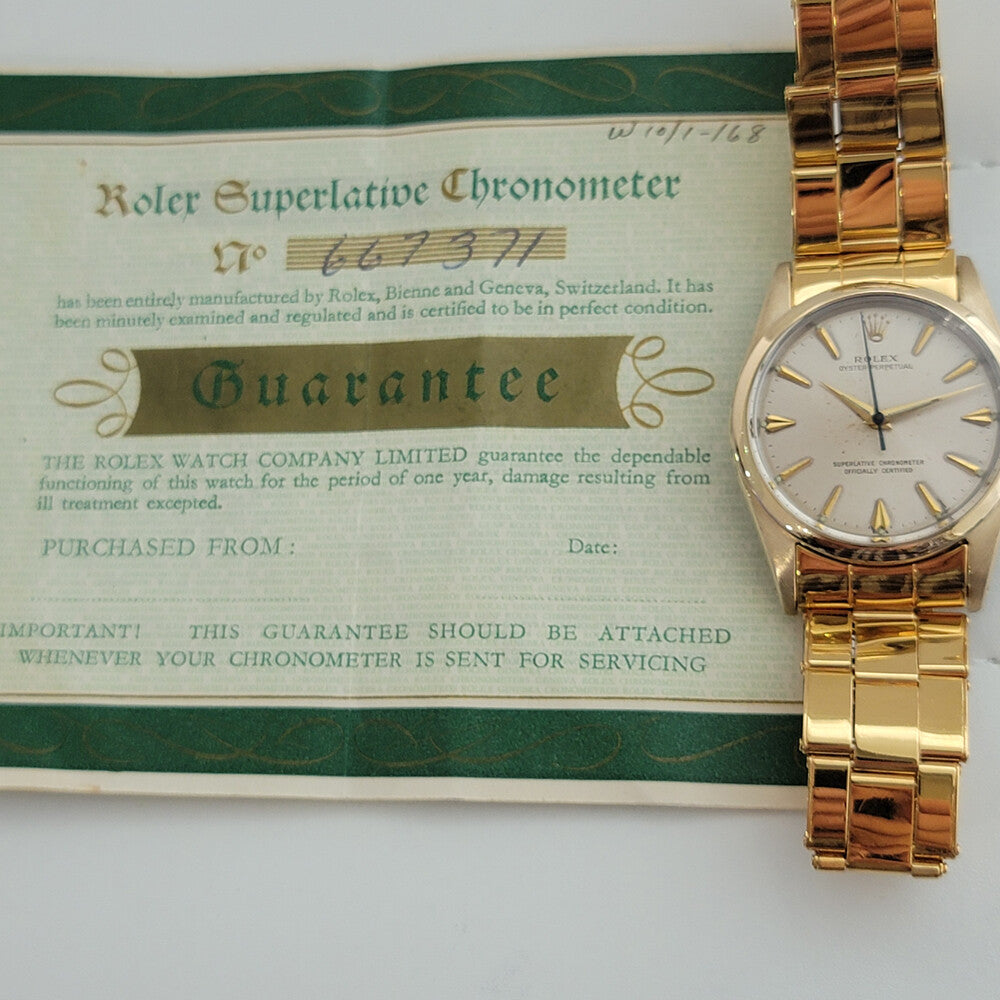 W 10/1-168
Rolex Superlative Chronometer
No 667371
has been entirely manufactured by Rolex, Bienne and Geneva, Switzerland. It has
been minutely examined and regulated and is certified to be in perfect condition.
Guarantee
THE ROLEX WATCH COMPANY LIMITED guarantee the dependable
functioning of this watch for the period of one year, damage resulting from
ill treatment excepted.
PURCHASED FROM: Date:
IMPORTANT! THIS GUARANTEE SHOULD BE ATTACHED
WHENEVER YOUR CHRONOMETER IS SENT FOR SERVICING
ROLEX
OYSTER PERPETUAL
SUPERLATIVE CHRONOMETER
OFFICIALLY CERTIFIED